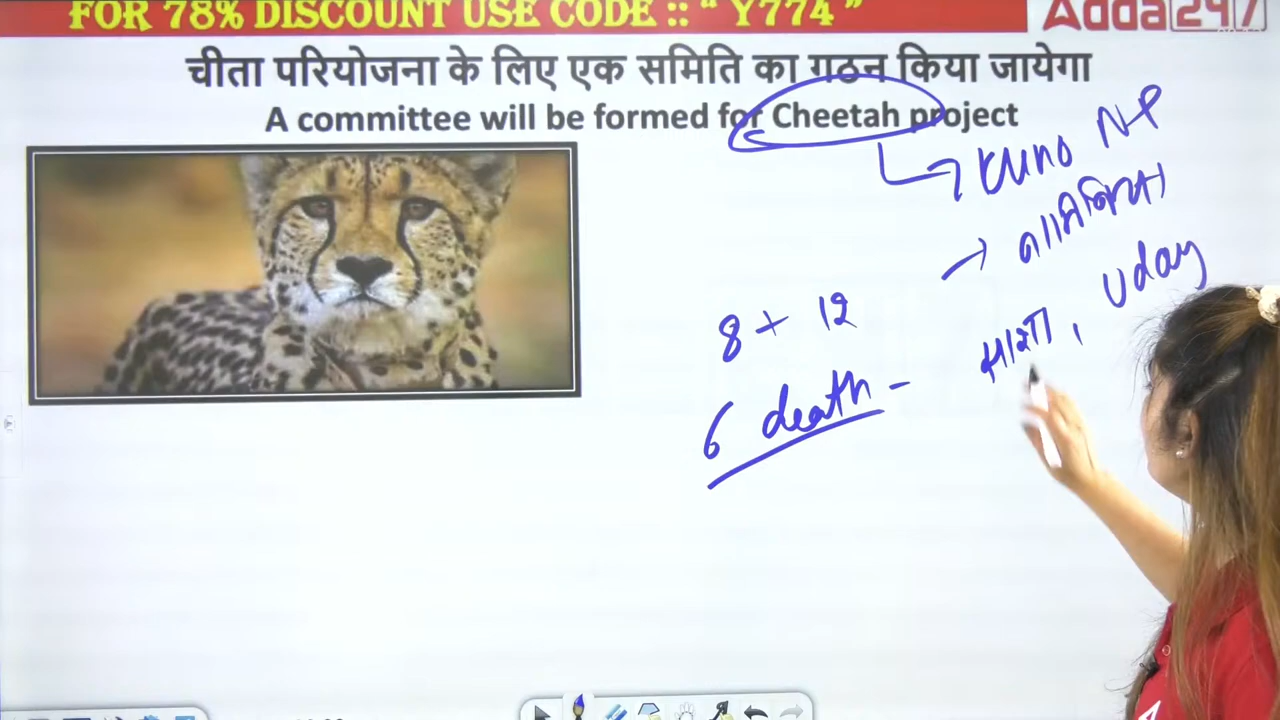 FOR 78% DISCOUNT USE CODE :: “ Y774 ”
Adda247
चीता परियोजना के लिए एक समिति का गठन किया जायेगा
A committee will be formed for Cheetah project
Kuno NP
→ नामिबिया
8 + 12
Uday
6 death -